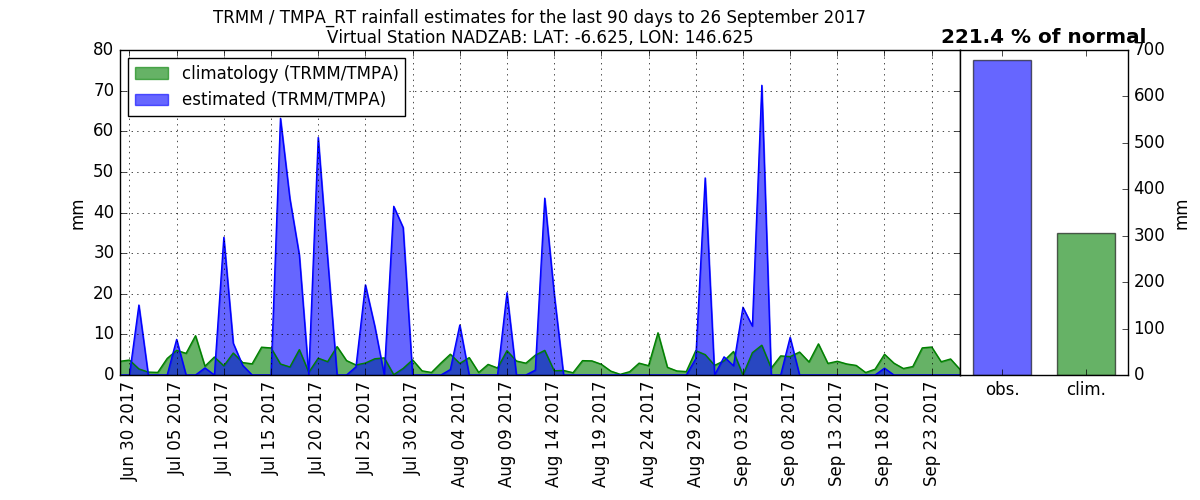 TRMM / TMPA_RT rainfall estimates for the last 90 days to 26 September 2017
Virtual Station NADZAB: LAT: -6.625, LON: 146.625
221.4 % of normal
climatology (TRMM/TMPA)
estimated (TRMM/TMPA)
mm
80
70
60
50
40
30
20
10
0
Jun 30 2017
Jul 05 2017
Jul 10 2017
Jul 15 2017
Jul 20 2017
Jul 25 2017
Jul 30 2017
Aug 04 2017
Aug 09 2017
Aug 14 2017
Aug 19 2017
Aug 24 2017
Aug 29 2017
Sep 03 2017
Sep 08 2017
Sep 13 2017
Sep 18 2017
Sep 23 2017
obs.
clim.
700
600
500
400
300
200
100
0
mm